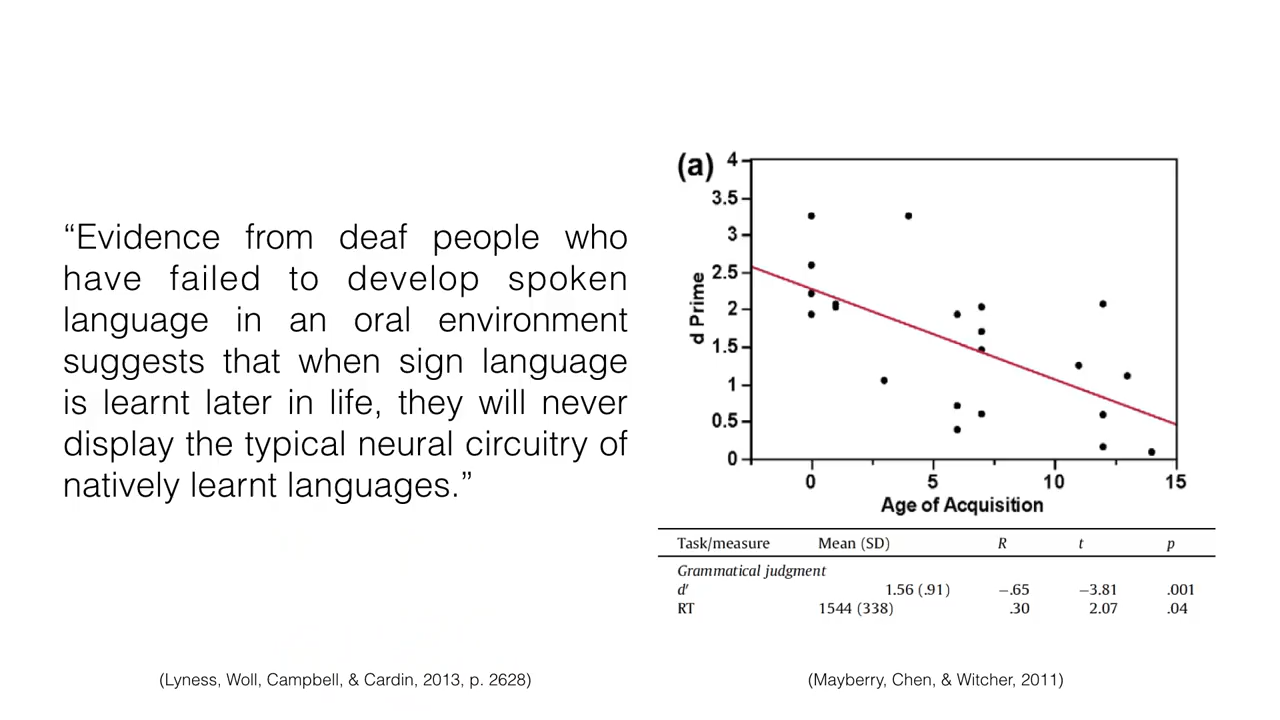 “Evidence from deaf people who
have failed to develop spoken
language in an oral environment
suggests that when sign language
is learnt later in life, they will never
display the typical neural circuitry of
natively learnt languages.”
(Lyness, Woll, Campbell, & Cardin, 2013, p. 2628)
(a)
4
3.5
3
2.5
2
1.5
1
0.5
0
d Prime
0 5 10 15
Age of Acquisition
Task/measure Mean (SD) R t p
Grammatical judgment
d′ 1.56 (.91) −.65 −3.81 .001
RT 1544 (338) .30 2.07 .04
(Mayberry, Chen, & Witcher, 2011)